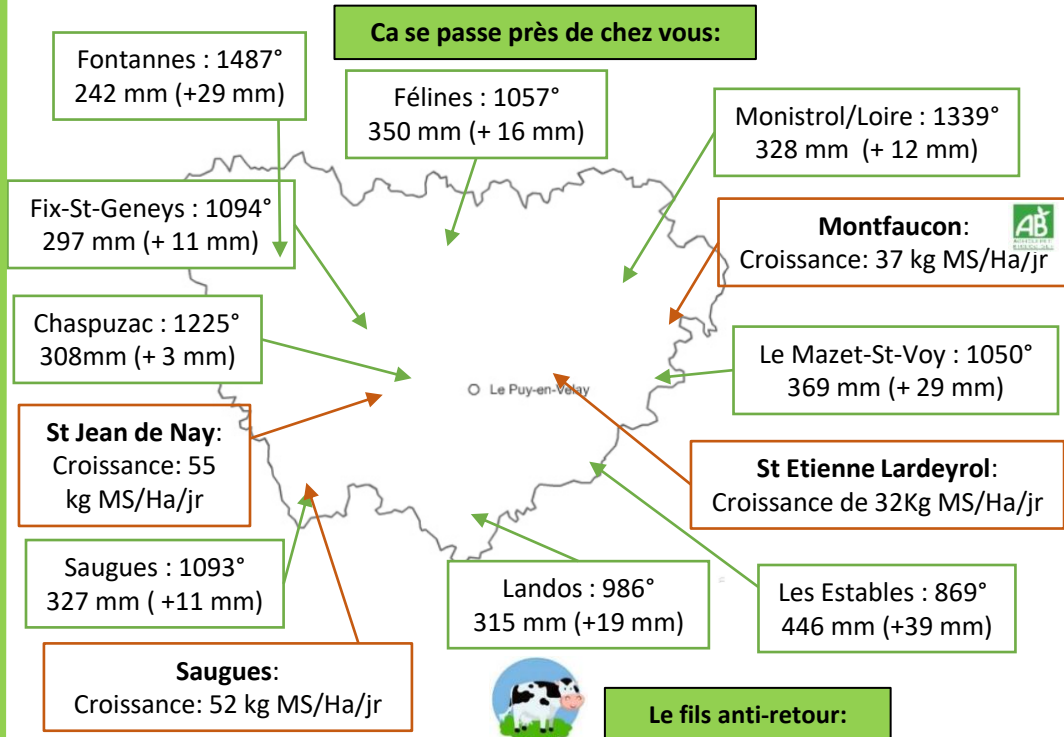 Ca se passe près de chez vous:
Fontannes : 1487°
242 mm (+29 mm)
Félines : 1057°
350 mm (+ 16 mm)
Monistrol/Loire : 1339°
328 mm (+ 12 mm)
Fix-St-Geneys : 1094°
297 mm (+ 11 mm)
Montfaucon:
Croissance: 37 kg MS/Ha/jr
AB
Chaspuzac : 1225°
308mm (+ 3 mm)
Le Mazet-St-Voy : 1050°
369 mm (+ 29 mm)
Le Puy-en-Velay
St Jean de Nay:
Croissance: 55
kg MS/Ha/jr
St Etienne Lardeyrol:
Croissance de 32Kg MS/Ha/jr
Saugues : 1093°
327 mm ( +11 mm)
Landos : 986°
315 mm (+19 mm)
Les Estables : 869°
446 mm (+39 mm)
Saugues:
Croissance: 52 kg MS/Ha/jr
Le fils anti-retour: